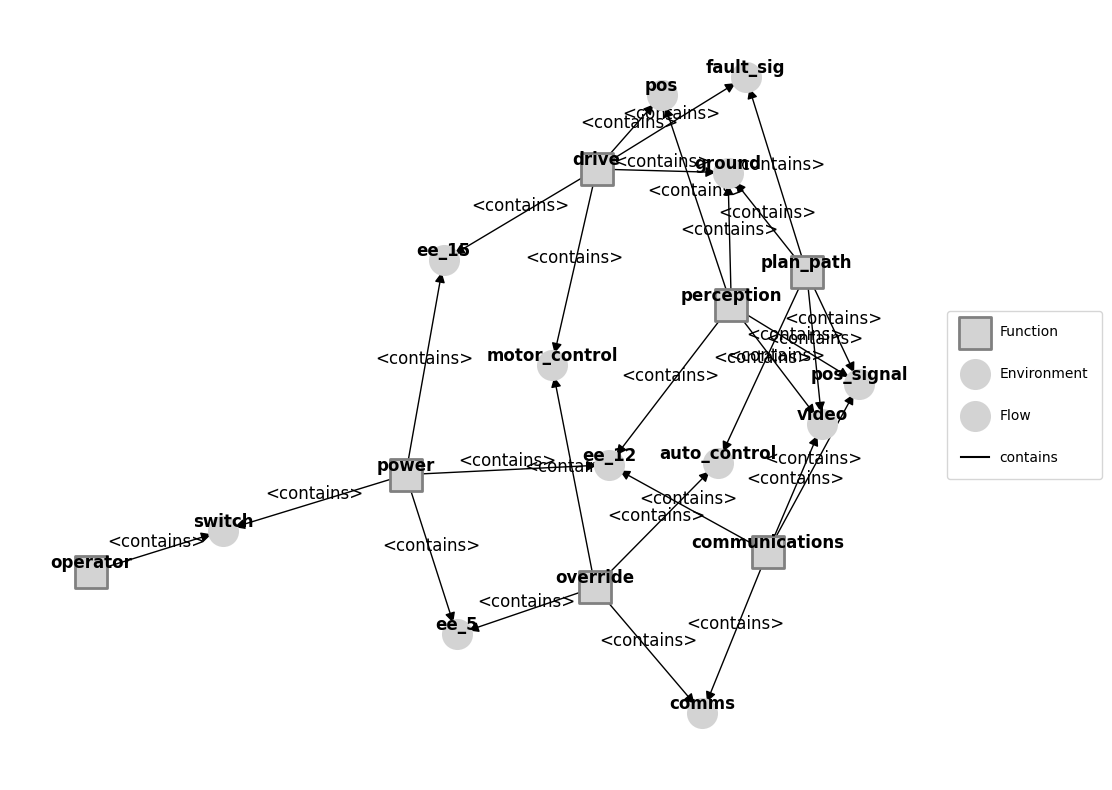 fault_sig
pos
<contains>
<contains>
drive
<contains>
ground
<contains>
<contains>
<contains>
<contains>
<contains>
ee_15
<contains>
plan_path
perception
<contains>
<contains>
<contains>
motor_control
<contains>
<contains>
<contains>
<contains>
pos_signal
video
power
<contains>
ee_12
auto_control
<contains>
<contains>
<contains>
<contains>
<contains>
<contains>
switch
<contains>
operator
<contains>
communications
override
<contains>
ee_5
<contains>
<contains>
comms
Function
Environment
Flow
contains